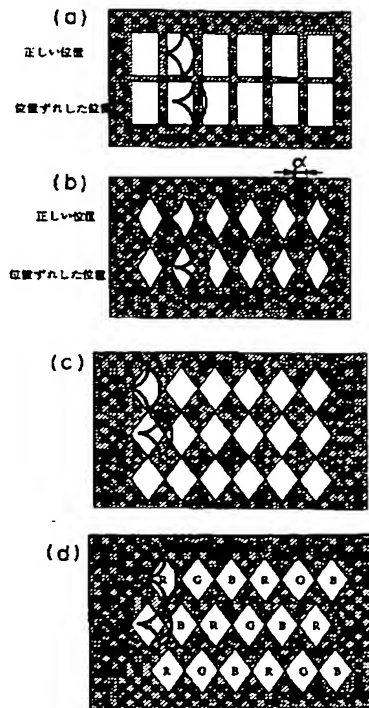 (a)
正しい位置
位置ずれした位置
(b)
α
正しい位置
位置ずれした位置
(c)
(d)
R G B R G B
B R G B R
R G B R G B